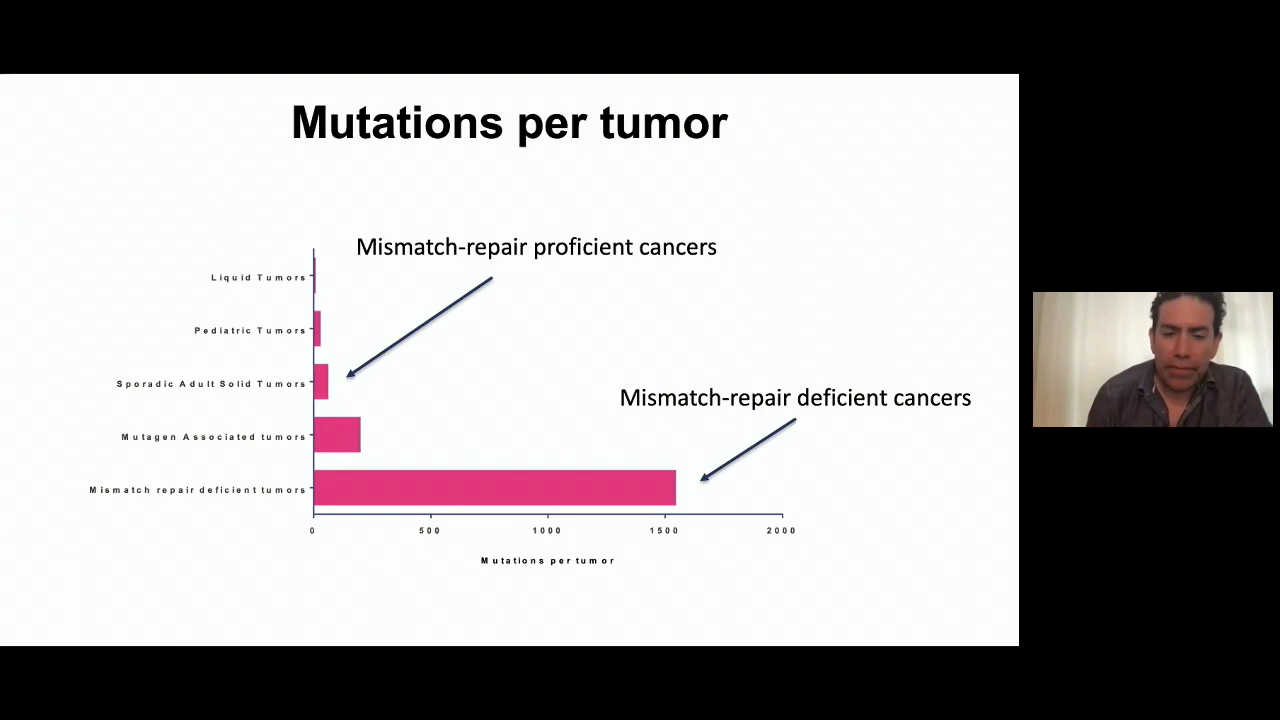 Mutations per tumor
Mismatch-repair proficient cancers
Liquid Tumors
Pediatric Tumors
Sporadic Adult Solid Tumors
Mismatch-repair deficient cancers
Mutagen Associated tumors
Mismatch repair deficient tumors
0 500 1000 1500 2000
Mutations per tumor